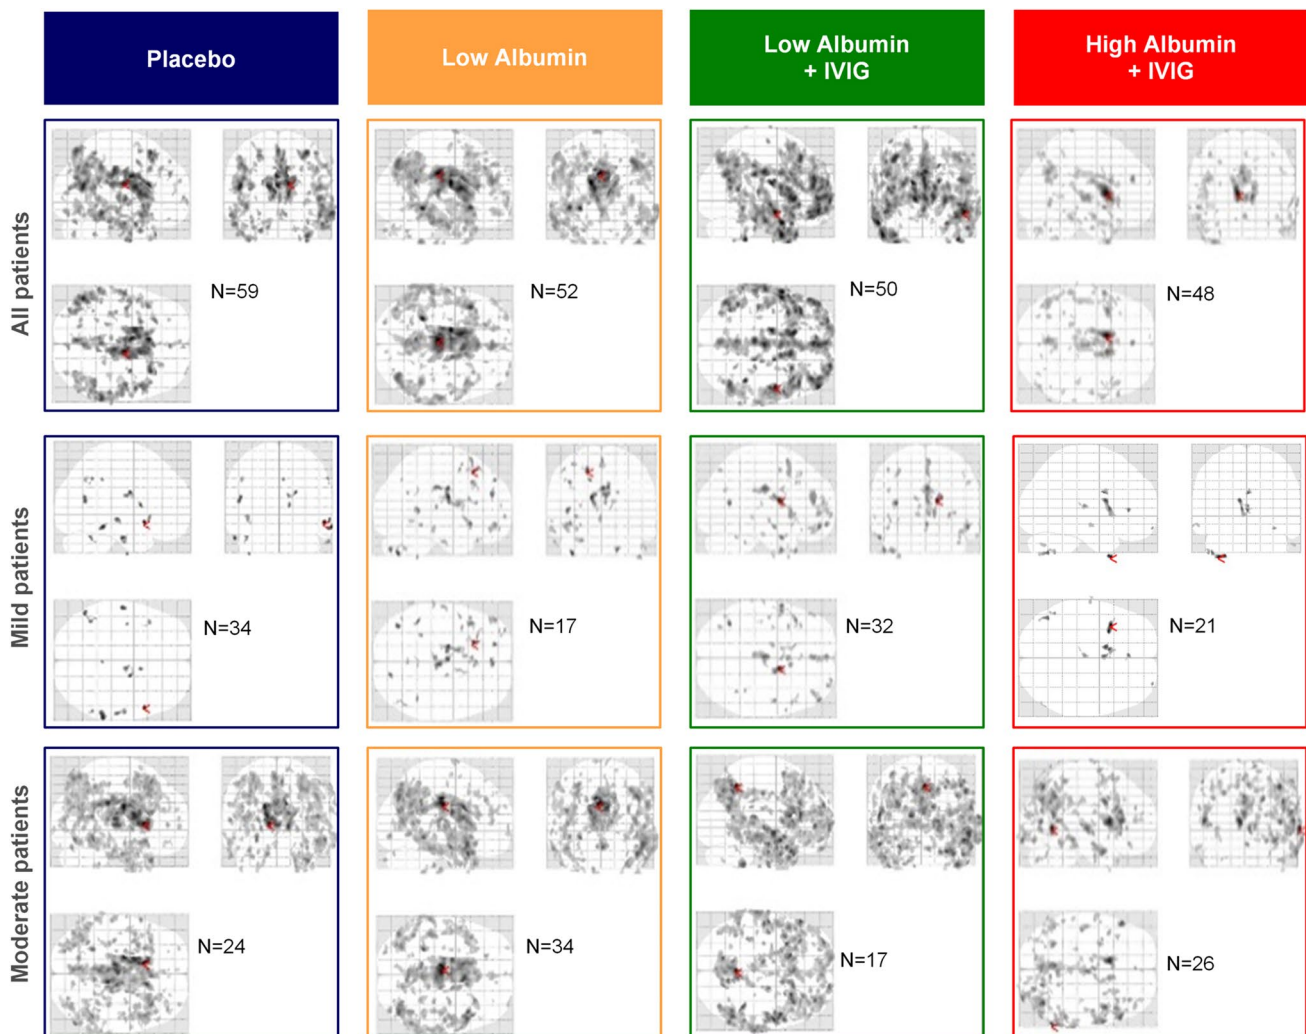 Placebo
Low Albumin
Low Albumin
+ IVIG
High Albumin
+ IVIG
All patients
N=59
N=52
N=50
N=48
Mild patients
N=34
N=17
N=32
N=21
Moderate patients
N=24
N=34
N=17
N=26